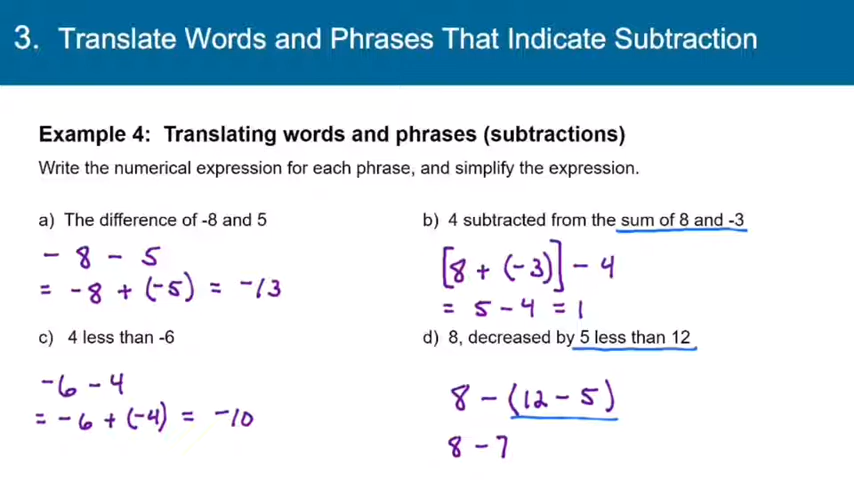 3. Translate Words and Phrases That Indicate Subtraction
Example 4: Translating words and phrases (subtractions)
Write the numerical expression for each phrase, and simplify the expression.
a) The difference of -8 and 5
- 8 - 5
= -8 + (-5) = -13
b) 4 subtracted from the sum of 8 and -3
[8 + (-3)] - 4
= 5 - 4 = 1
c) 4 less than -6
-6 - 4
= -6 + (-4) = -10
d) 8, decreased by 5 less than 12
8 - (12 - 5)
8 - 7